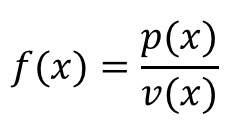 f(x) = p(x)/v(x)